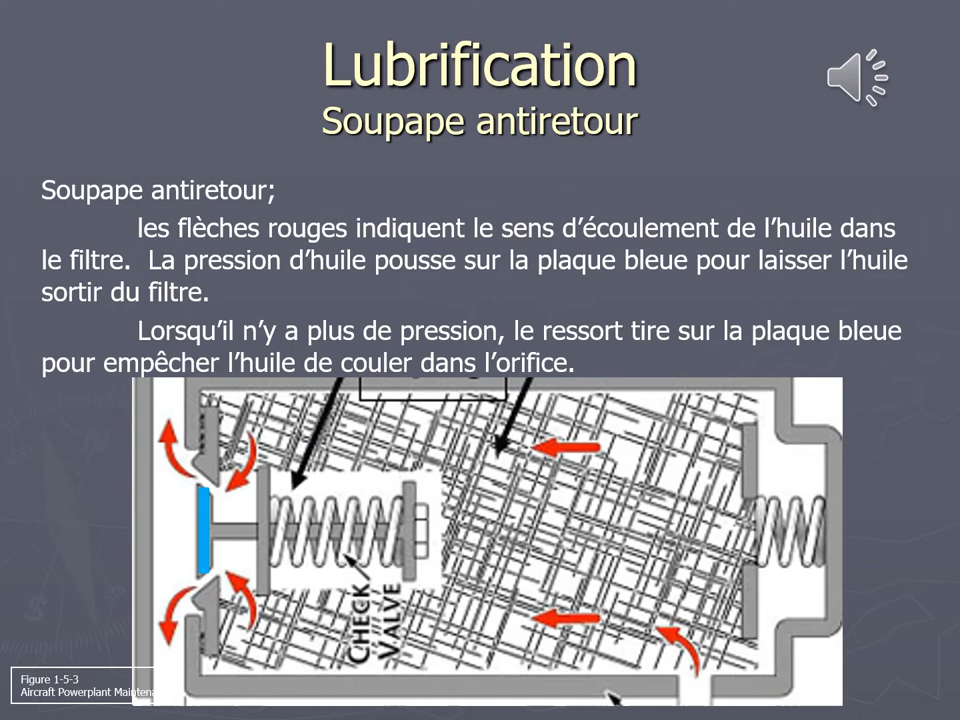 Lubrification
Soupape antiretour
Soupape antiretour;
les flèches rouges indiquent le sens d’écoulement de l’huile dans
le filtre.  La pression d’huile pousse sur la plaque bleue pour laisser l’huile
sortir du filtre.
Lorsqu’il n’y a plus de pression, le ressort tire sur la plaque bleue
pour empêcher l’huile de couler dans l’orifice.
CHECK
VALVE
Figure 1-5-3
Aircraft Powerplant